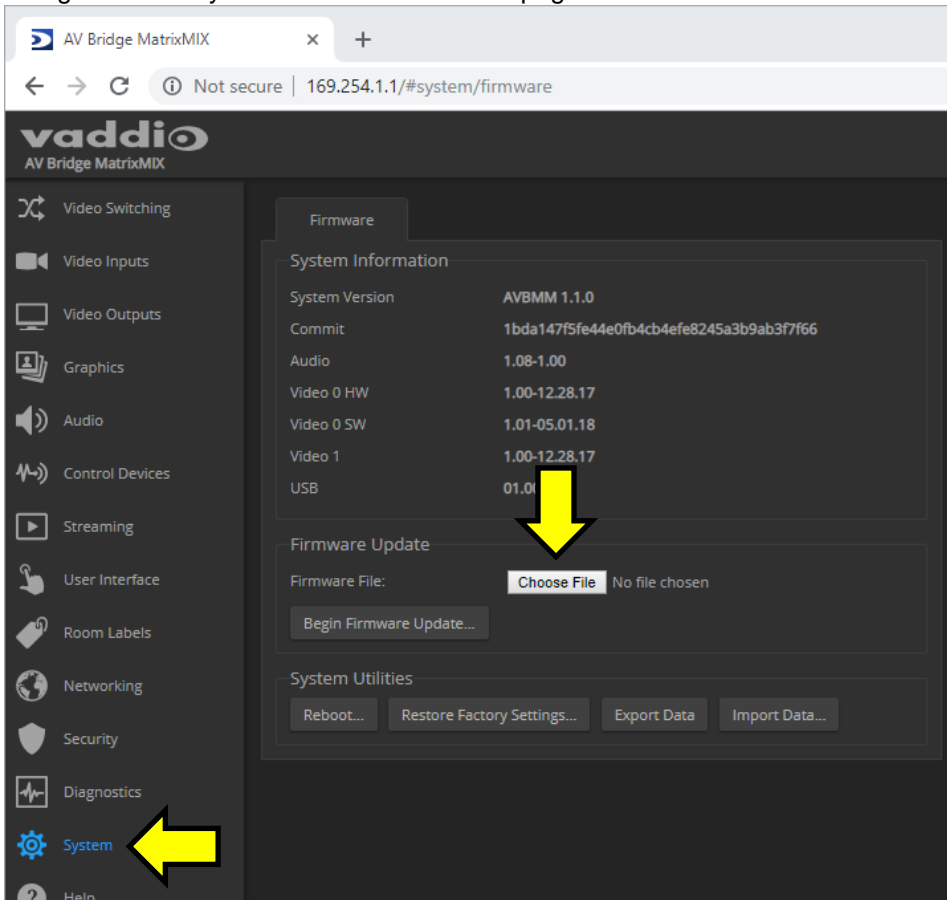 AV Bridge MatrixMIX
Not secure | 169.254.1.1/#system/firmware
vaddio
AV Bridge MatrixMIX
Video Switching
Video Inputs
Video Outputs
Graphics
Audio
Control Devices
Streaming
User Interface
Room Labels
Networking
Security
Diagnostics
System
Help
Firmware
System Information
System Version AVBMM 1.1.0
Commit 1bda147f5fe44e0fb4cb4efe8245a3b9ab3f7f66
Audio 1.08-1.00
Video 0 HW 1.00-12.28.17
Video 0 SW 1.01-05.01.18
Video 1 1.00-12.28.17
USB
Firmware Update
Firmware File: Choose File No file chosen
Begin Firmware Update...
System Utilities
Reboot... Restore Factory Settings... Export Data Import Data...